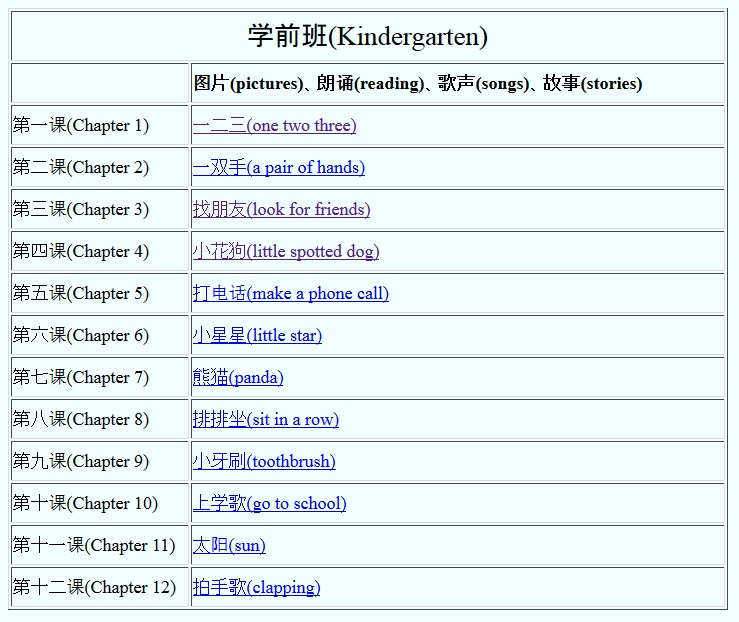 学前班(Kindergarten)
图片(pictures)、朗诵(reading)、歌声(songs)、故事(stories)
第一课(Chapter 1) 一二三(one two three)
第二课(Chapter 2) 一双手(a pair of hands)
第三课(Chapter 3) 找朋友(look for friends)
第四课(Chapter 4) 小花狗(little spotted dog)
第五课(Chapter 5) 打电话(make a phone call)
第六课(Chapter 6) 小星星(little star)
第七课(Chapter 7) 熊猫(panda)
第八课(Chapter 8) 排排坐(sit in a row)
第九课(Chapter 9) 小牙刷(toothbrush)
第十课(Chapter 10) 上学歌(go to school)
第十一课(Chapter 11) 太阳(sun)
第十二课(Chapter 12) 拍手歌(clapping)